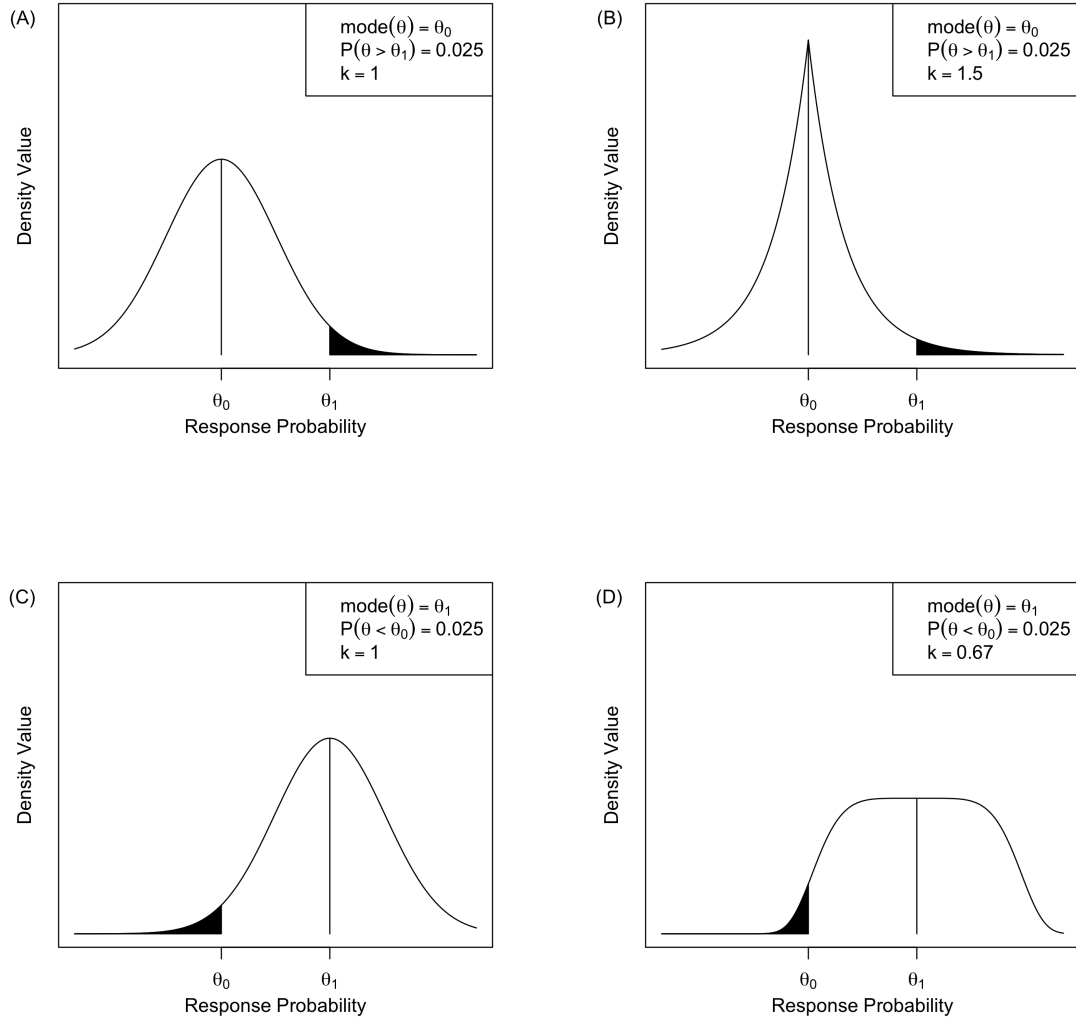 (A)
mode(θ) = θ₀
P(θ > θ₁) = 0.025
k = 1
Density Value
θ₀ θ₁
Response Probability
(B)
mode(θ) = θ₀
P(θ > θ₁) = 0.025
k = 1.5
Density Value
θ₀ θ₁
Response Probability
(C)
mode(θ) = θ₁
P(θ < θ₀) = 0.025
k = 1
Density Value
θ₀ θ₁
Response Probability
(D)
mode(θ) = θ₁
P(θ < θ₀) = 0.025
k = 0.67
Density Value
θ₀ θ₁
Response Probability